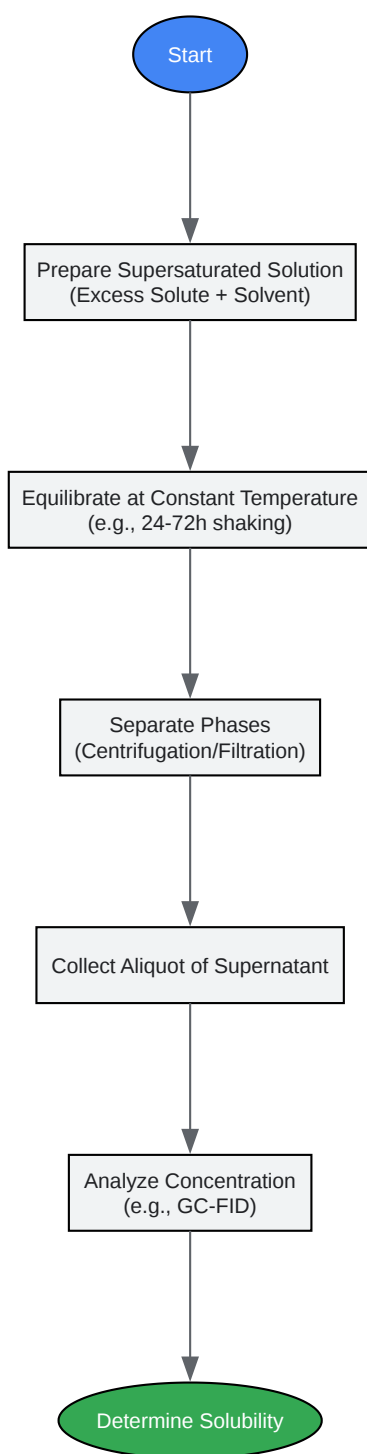 Start
Prepare Supersaturated Solution
(Excess Solute + Solvent)
Equilibrate at Constant Temperature
(e.g., 24-72h shaking)
Separate Phases
(Centrifugation/Filtration)
Collect Aliquot of Supernatant
Analyze Concentration
(e.g., GC-FID)
Determine Solubility